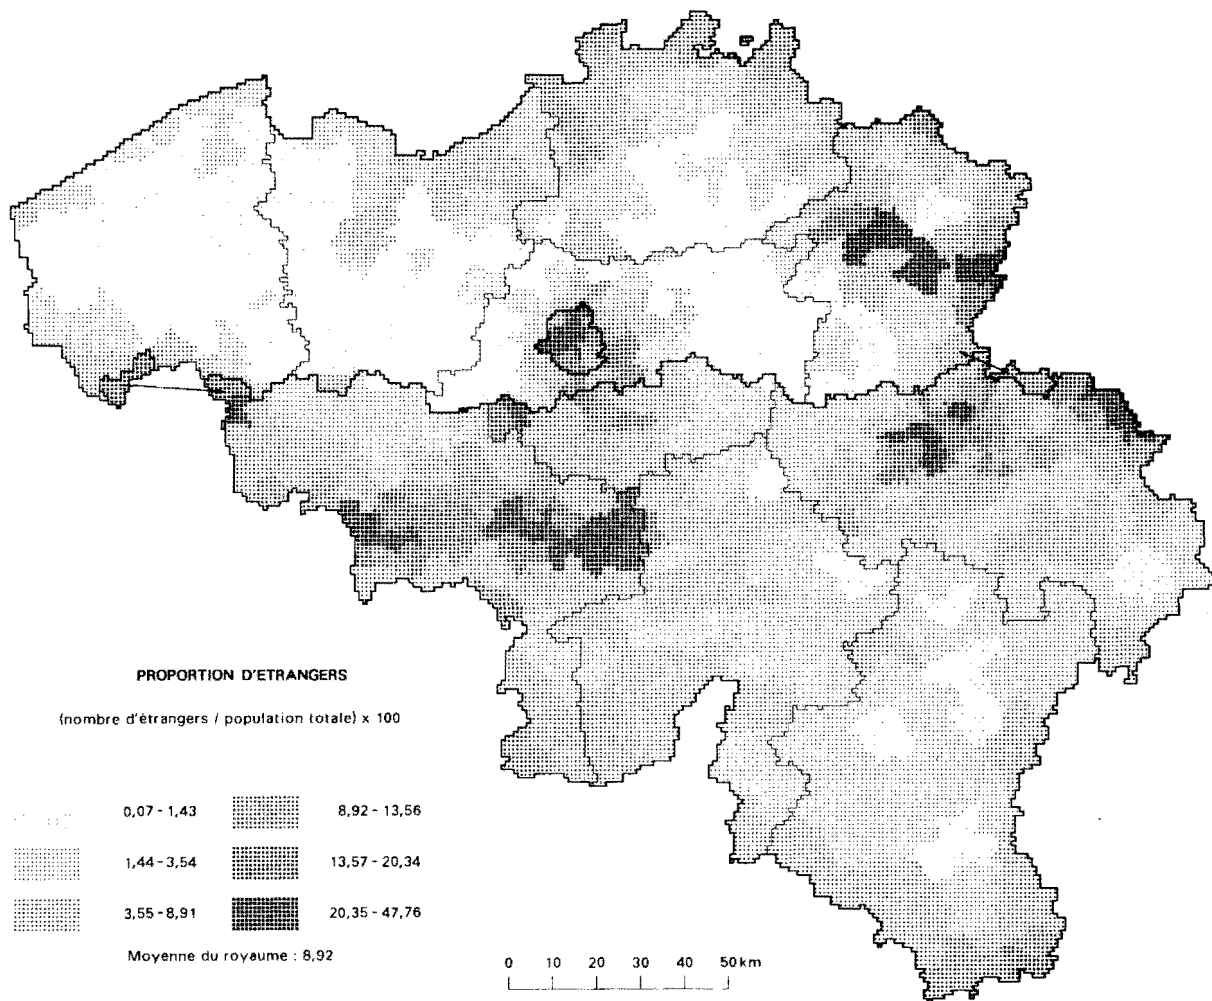 PROPORTION D'ETRANGERS
(nombre d'étrangers / population totale) x 100
0,07 - 1,43
8,92 - 13,56
1,44 - 3,54
13,57 - 20,34
3,55 - 8,91
20,35 - 47,76
Moyenne du royaume : 8,92
0 10 20 30 40 50 km